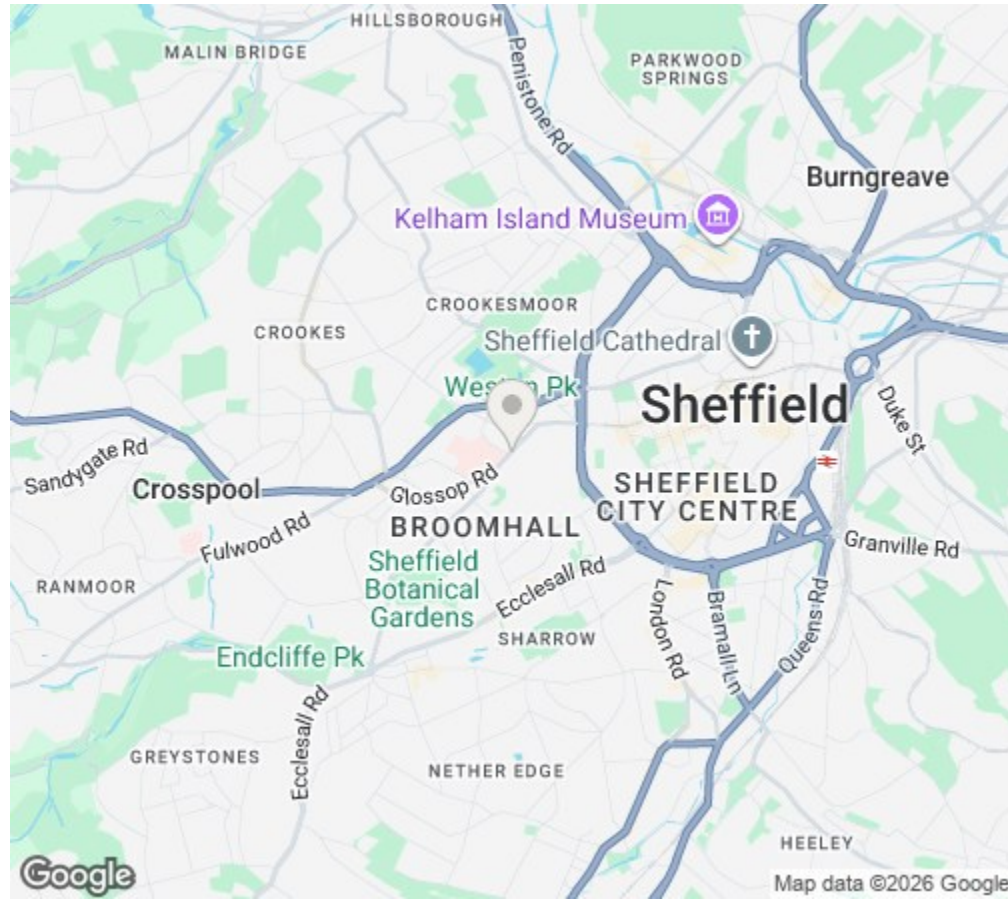 HILLSBOROUGH
MALIN BRIDGE
Penistone Rd
PARKWOOD
SPRINGS
Burngreave
Kelham Island Museum
CROOKESMOOR
CROOKES
Sheffield Cathedral
Weston Pk
Sheffield
Duke St
Sandygate Rd
Crosspool
Glossop Rd
SHEFFIELD
CITY CENTRE
Fulwood Rd
BROOMHALL
Granville Rd
RANMOOR
Sheffield
Botanical
Gardens
Ecclesall Rd
London Rd
Bramall Ln
Queens Rd
SHARROW
Endcliffe Pk
Ecclesall Rd
GREYSTONES
NETHER EDGE
HEELEY
Google
Map data ©2026 Google